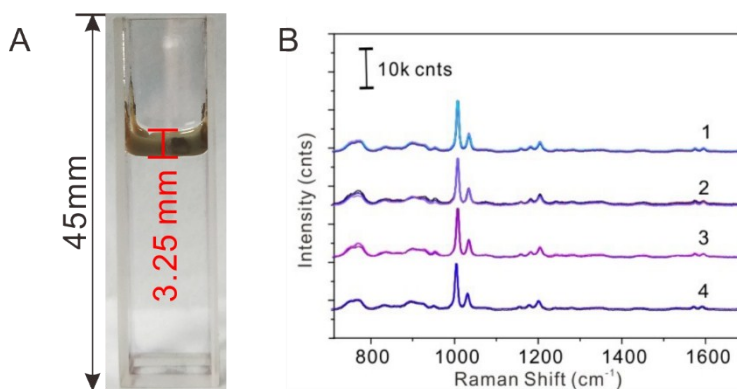 A
45mm
3.25 mm
B
10k cnts
1
2
3
4
Intensity (cnts)
800 1000 1200 1400 1600
Raman Shift (cm⁻¹)